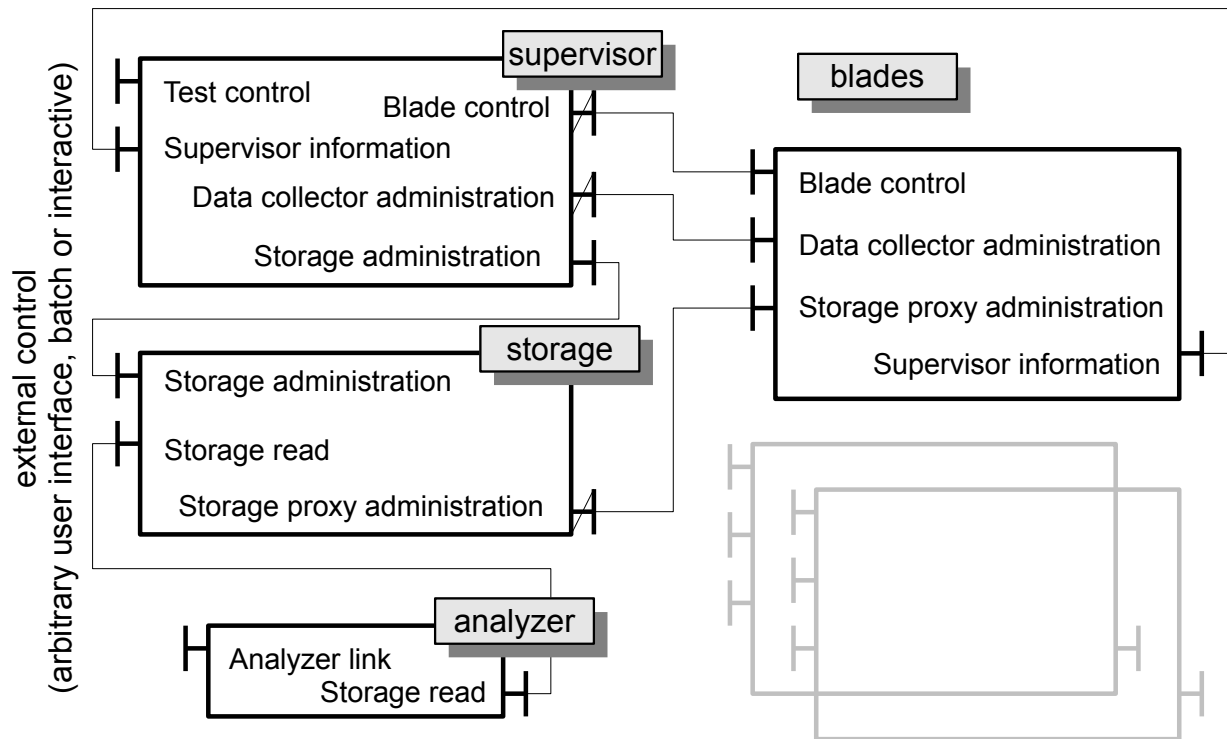 external control
(arbitrary user interface, batch or interactive)
supervisor
Test control
Blade control
Supervisor information
Data collector administration
Storage administration
storage
Storage administration
Storage read
Storage proxy administration
analyzer
Analyzer link
Storage read
blades
Blade control
Data collector administration
Storage proxy administration
Supervisor information